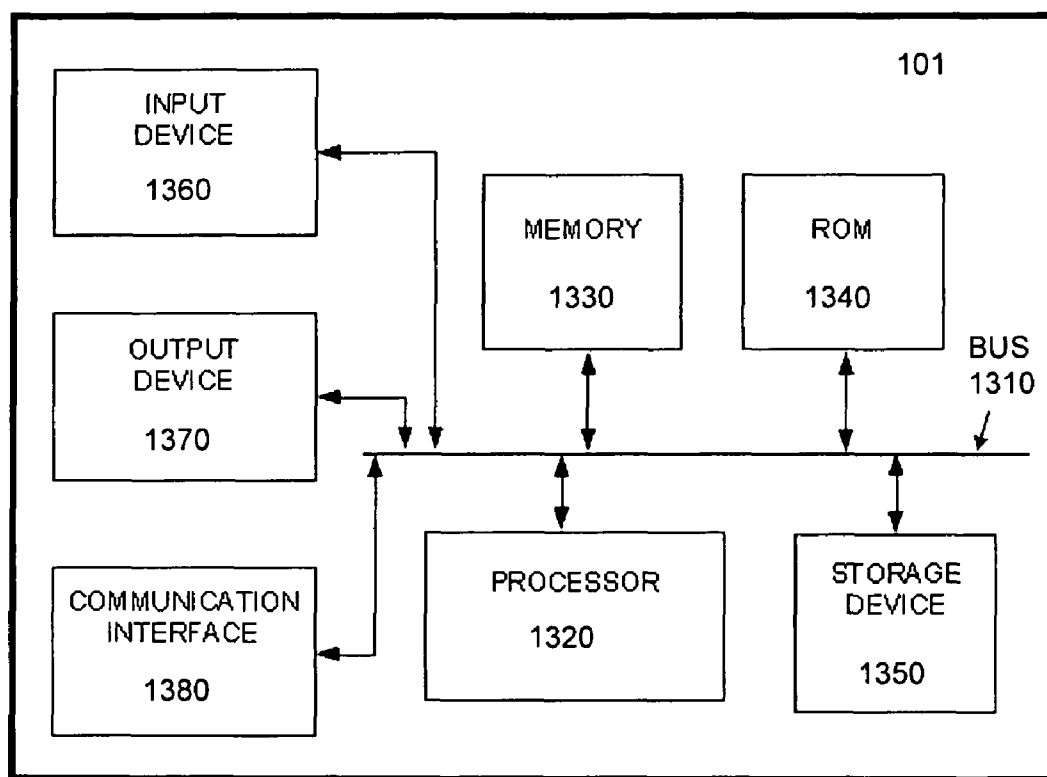 101
INPUT
DEVICE
1360
MEMORY
1330
ROM
1340
OUTPUT
DEVICE
1370
BUS
1310
COMMUNICATION
INTERFACE
1380
PROCESSOR
1320
STORAGE
DEVICE
1350